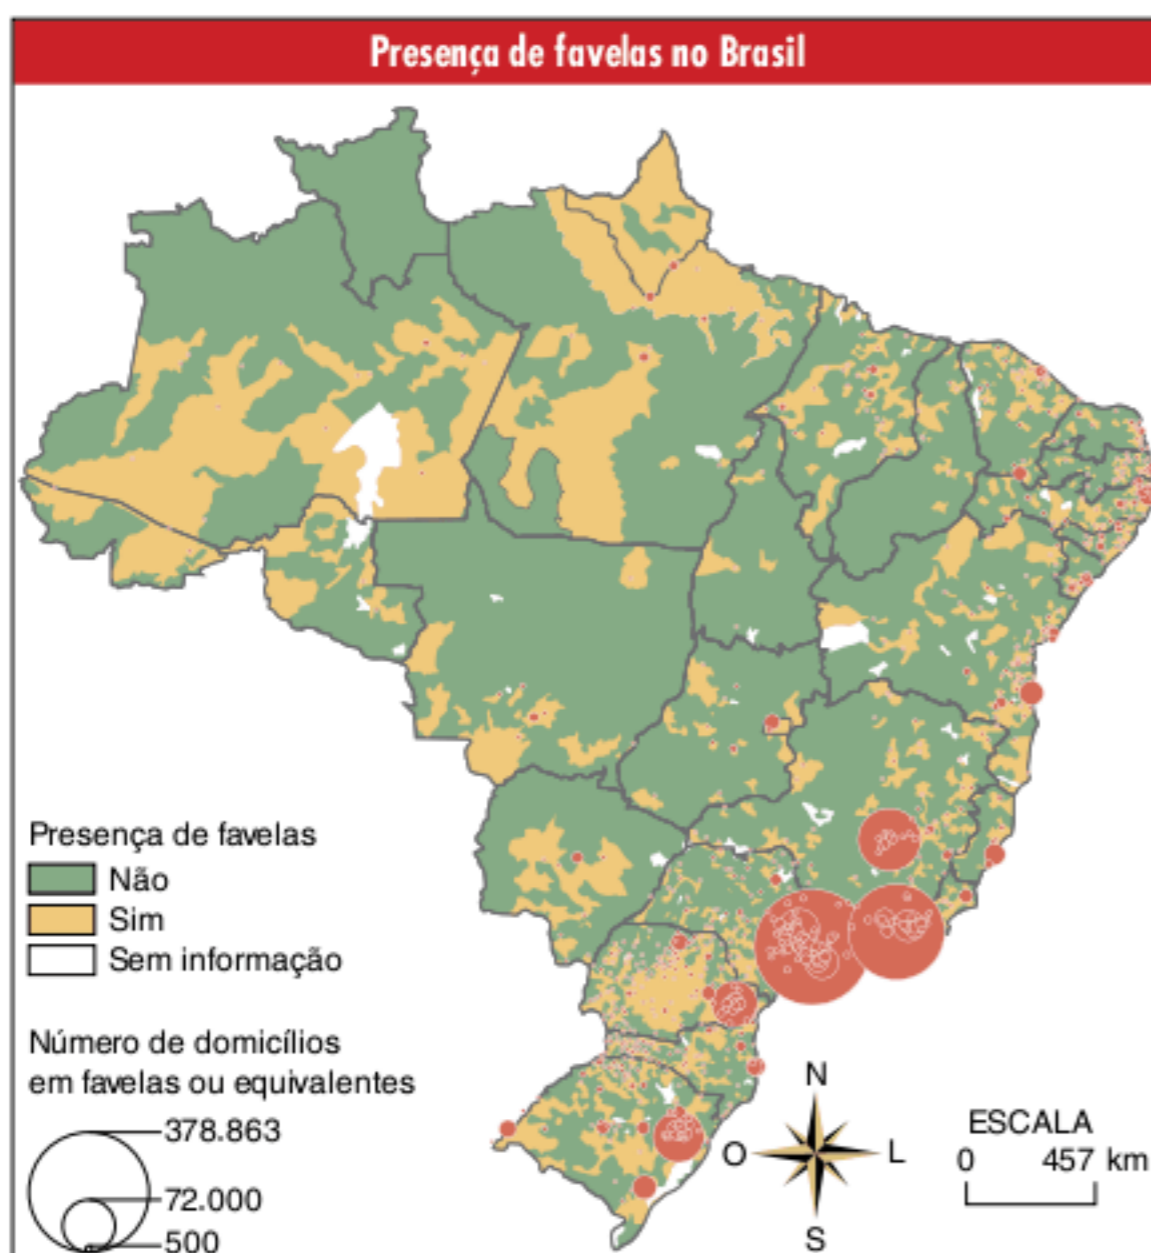 Presença de favelas no Brasil
Presença de favelas
Não
Sim
Sem informação
Número de domicílios
em favelas ou equivalentes
378.863
72.000
500
N
O
L
S
ESCALA
0 457 km